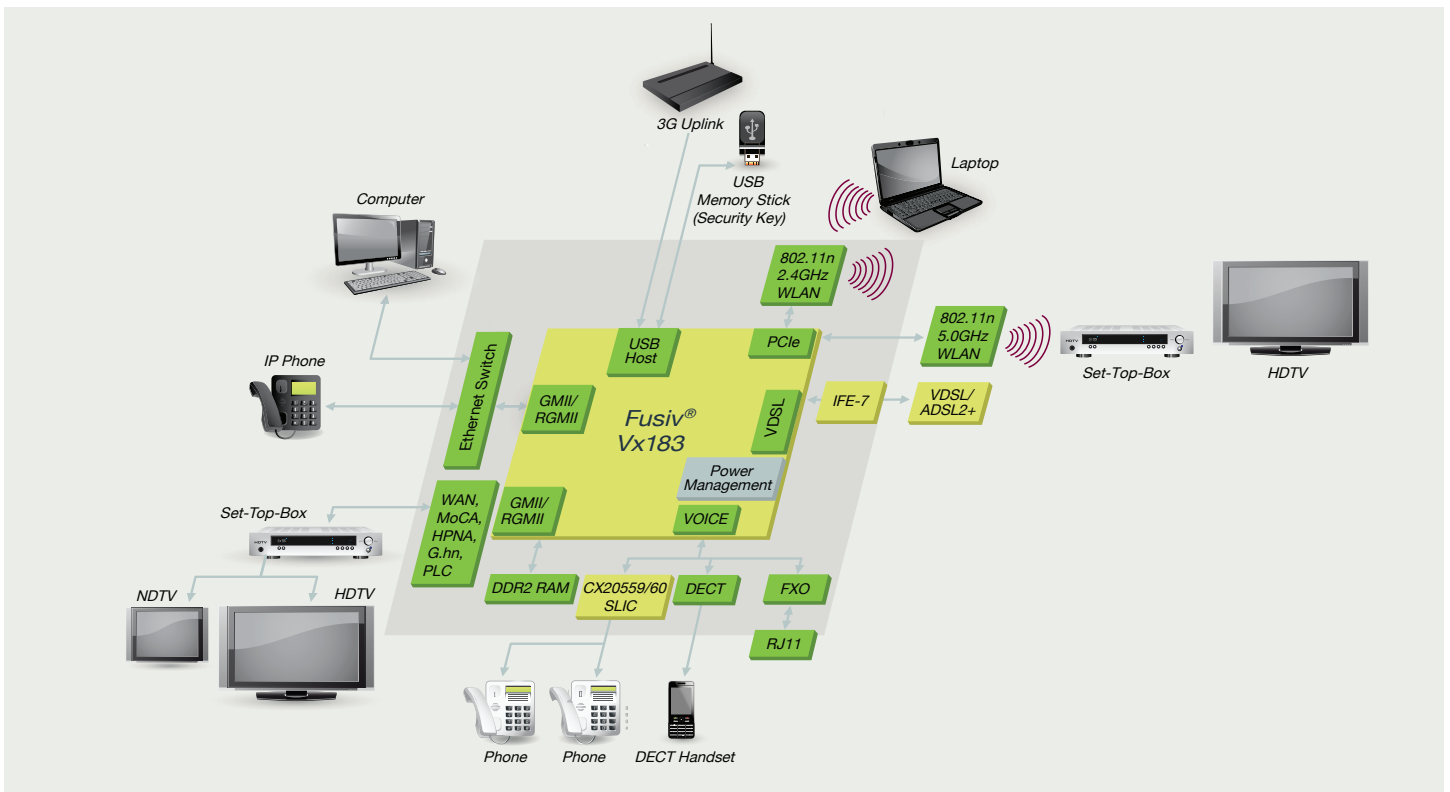 3G Uplink
USB
Memory Stick
(Security Key)
Laptop
Computer
802.11n
2.4GHz
WLAN
802.11n
5.0GHz
WLAN
HDTV
Set-Top-Box
HDTV
IP Phone
Ethernet Switch
USB
Host
PCIe
GMII/
RGMII
Fusiv®
Vx183
VDSL
IFE-7
VDSL/
ADSL2+
Power
Management
VOICE
GMII/
RGMII
WAN,
MoCA,
HPNA,
G.hn,
PLC
Set-Top-Box
HDTV
NDTV
HDTV
DDR2 RAM
CX20559/60
SLIC
DECT
FXO
RJ11
Phone
Phone
DECT Handset